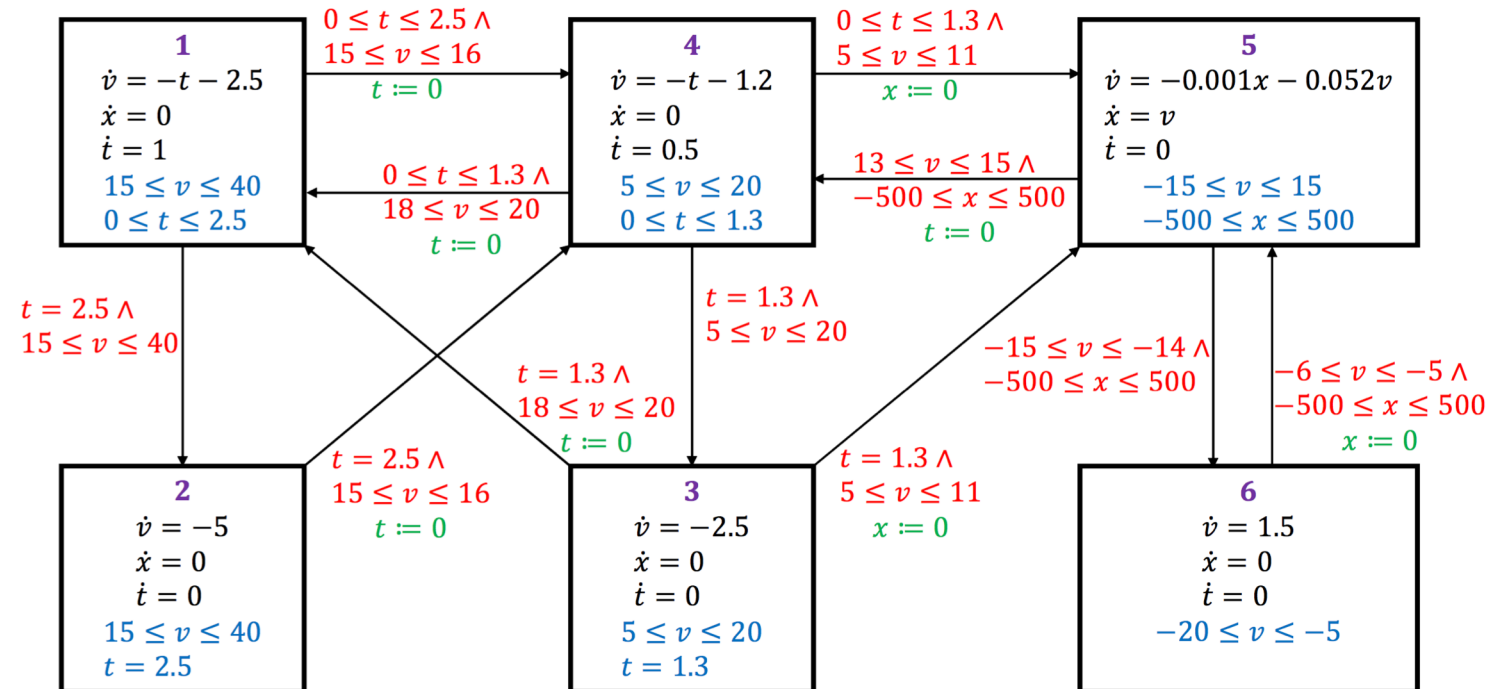 1
v̇ = −t − 2.5
ẋ = 0
ṫ = 1
15 ≤ v ≤ 40
0 ≤ t ≤ 2.5
0 ≤ t ≤ 2.5 ∧
15 ≤ v ≤ 16
t := 0
4
v̇ = −t − 1.2
ẋ = 0
ṫ = 0.5
5 ≤ v ≤ 20
0 ≤ t ≤ 1.3
0 ≤ t ≤ 1.3 ∧
5 ≤ v ≤ 11
x := 0
5
v̇ = −0.001x − 0.052v
ẋ = v
ṫ = 0
−15 ≤ v ≤ 15
−500 ≤ x ≤ 500
0 ≤ t ≤ 1.3 ∧
18 ≤ v ≤ 20
t := 0
13 ≤ v ≤ 15 ∧
−500 ≤ x ≤ 500
t := 0
t = 2.5 ∧
15 ≤ v ≤ 40
t = 1.3 ∧
18 ≤ v ≤ 20
t := 0
t = 1.3 ∧
5 ≤ v ≤ 20
−15 ≤ v ≤ −14 ∧
−500 ≤ x ≤ 500
−6 ≤ v ≤ −5 ∧
−500 ≤ x ≤ 500
x := 0
2
v̇ = −5
ẋ = 0
ṫ = 0
15 ≤ v ≤ 40
t = 2.5
t = 2.5 ∧
15 ≤ v ≤ 16
t := 0
3
v̇ = −2.5
ẋ = 0
ṫ = 0
5 ≤ v ≤ 20
t = 1.3
t = 1.3 ∧
5 ≤ v ≤ 11
x := 0
6
v̇ = 1.5
ẋ = 0
ṫ = 0
−20 ≤ v ≤ −5